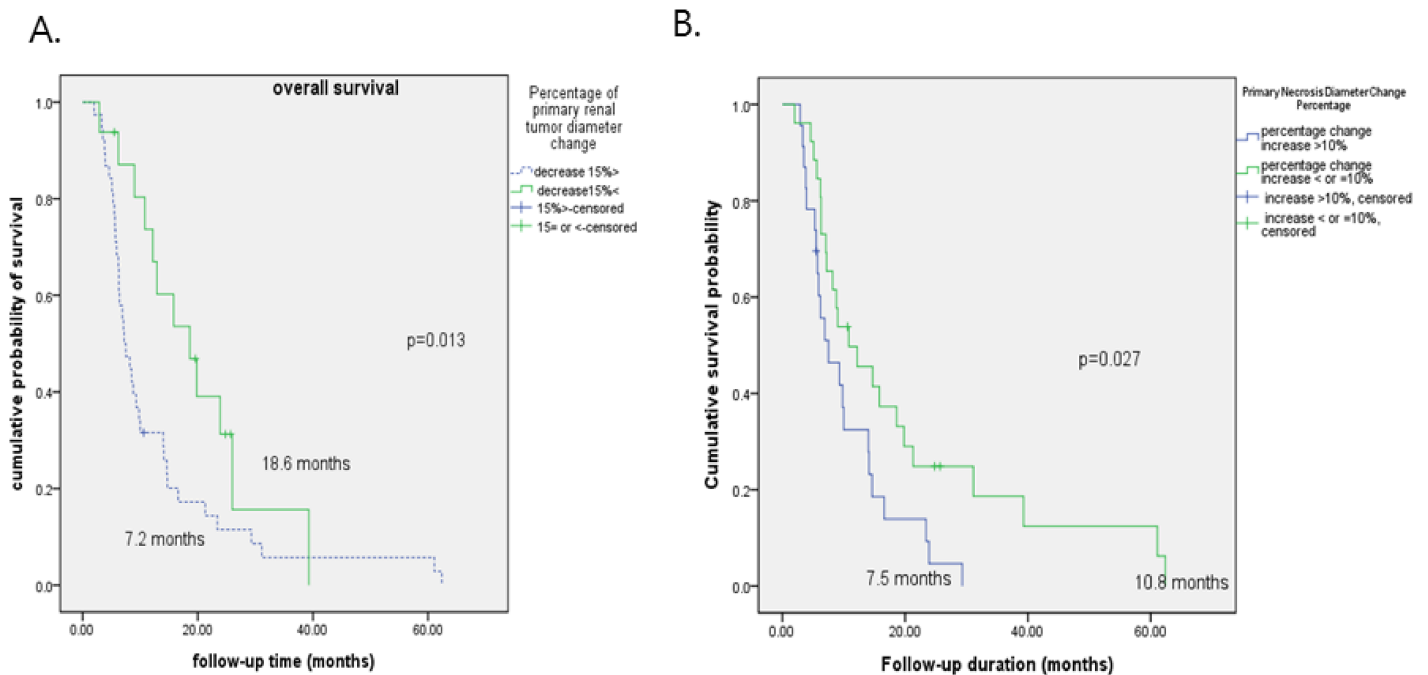 A.
overall survival
1.0
0.8
0.6
0.4
0.2
0.0
0.00
20.00
40.00
60.00
cumulative probability of survival
follow-up time (months)
p=0.013
18.6 months
7.2 months
Percentage of
primary renal
tumor diameter
change
decrease 15%>
decrease15%<
15%>-censored
15= or <-censored
B.
1.0
0.8
0.6
0.4
0.2
0.0
0.00
20.00
40.00
60.00
Cumulative survival probability
Follow-up duration (months)
p=0.027
7.5 months
10.8 months
Primary Necrosis Diameter Change
Percentage
percentage change
increase >10%
percentage change
increase < or =10%
increase >10%, censored
increase < or =10%,
censored